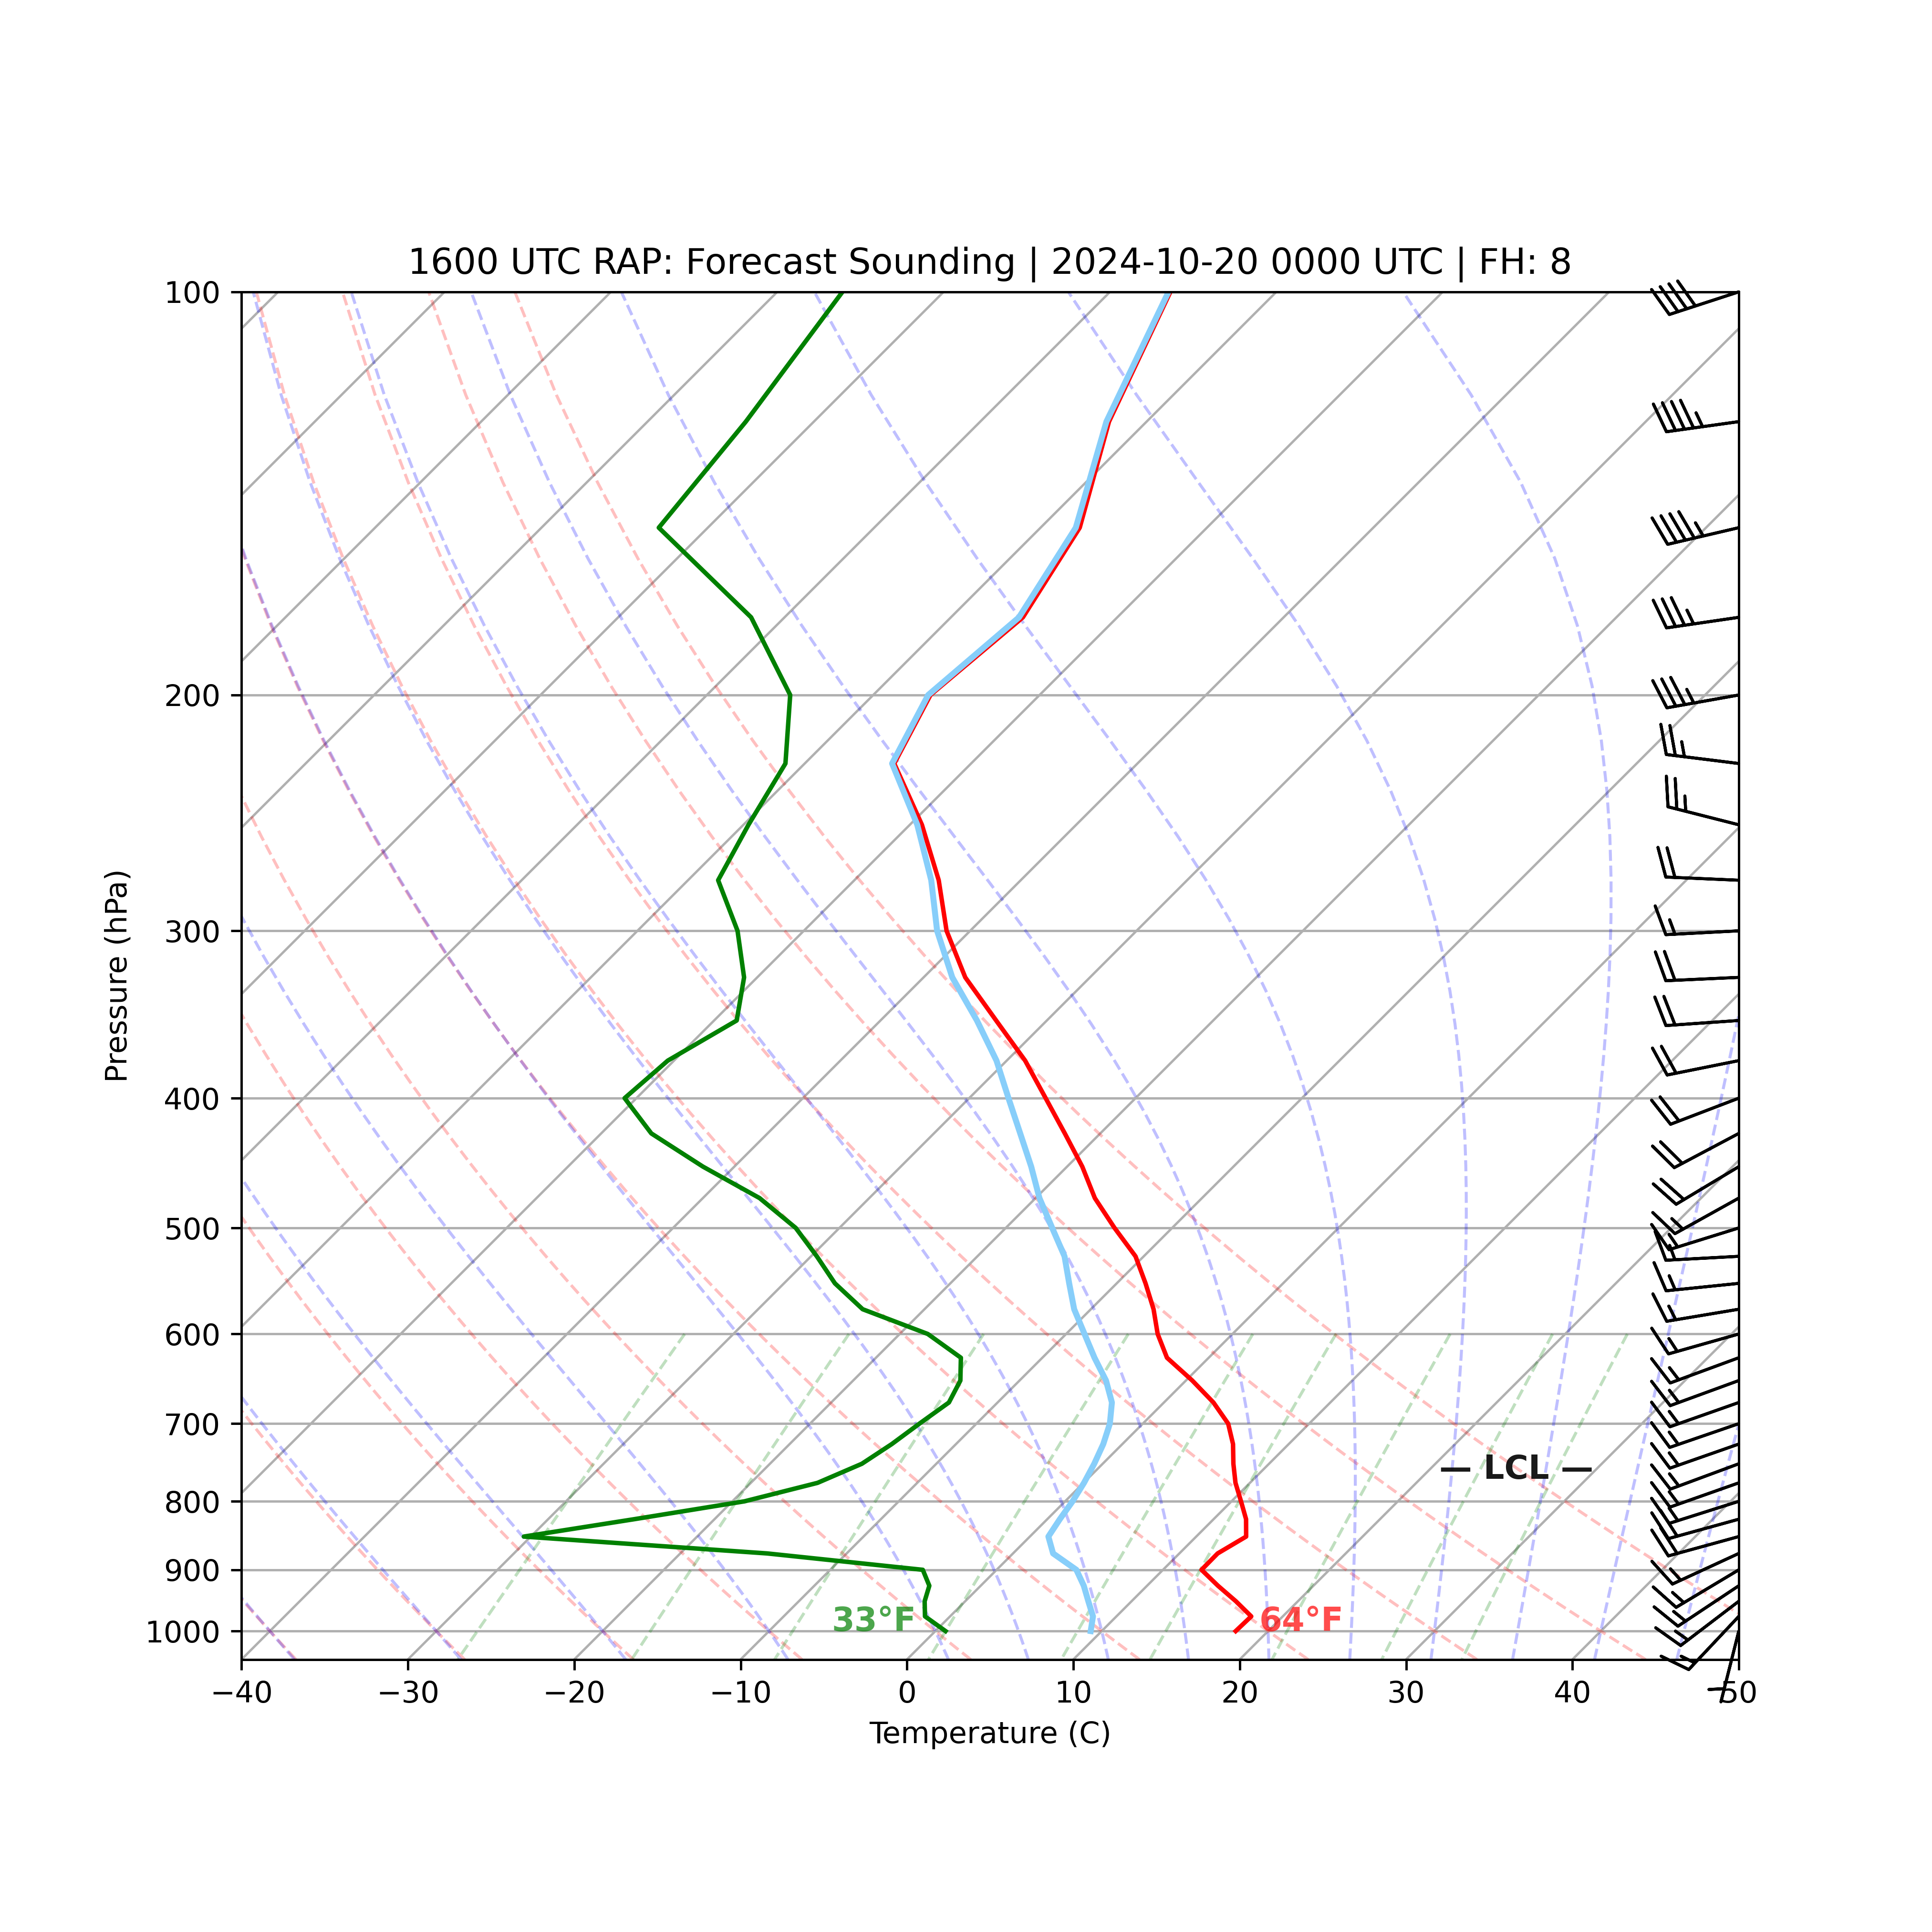 1600 UTC RAP: Forecast Sounding | 2024-10-20 0000 UTC | FH: 8
100
200
300
400
500
600
700
800
900
1000
Pressure (hPa)
— LCL —
33°F
64°F
−40 −30 −20 −10 0 10 20 30 40 50
Temperature (C)